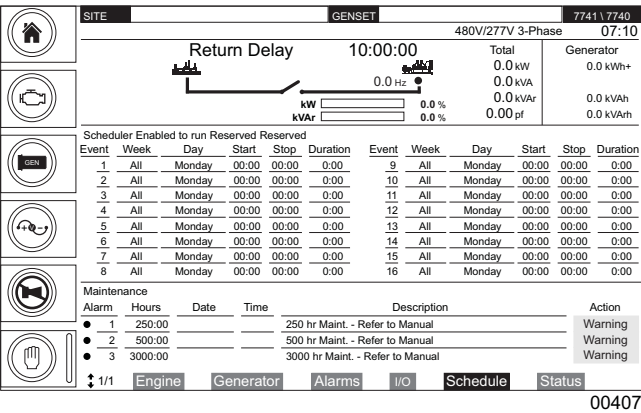 SITE GENSET 7741 \ 7740
480V/277V 3-Phase 07:10
Return Delay 10:00:00 Total Generator
0.0 kW 0.0 kWh+
0.0 Hz 0.0 kVA
kW 0.0 % 0.0 kVAr 0.0 kVAh
kVAr 0.0 % 0.00 pf 0.0 kVArh
Scheduler Enabled to run Reserved Reserved
Event Week Day Start Stop Duration Event Week Day Start Stop Duration
1 All Monday 00:00 00:00 0:00 9 All Monday 00:00 00:00 0:00
GEN 2 All Monday 00:00 00:00 0:00 10 All Monday 00:00 00:00 0:00
3 All Monday 00:00 00:00 0:00 11 All Monday 00:00 00:00 0:00
4 All Monday 00:00 00:00 0:00 12 All Monday 00:00 00:00 0:00
5 All Monday 00:00 00:00 0:00 13 All Monday 00:00 00:00 0:00
6 All Monday 00:00 00:00 0:00 14 All Monday 00:00 00:00 0:00
7 All Monday 00:00 00:00 0:00 15 All Monday 00:00 00:00 0:00
8 All Monday 00:00 00:00 0:00 16 All Monday 00:00 00:00 0:00
Maintenance
Alarm Hours Date Time Description Action
1 250:00 250 hr Maint. - Refer to Manual Warning
2 500:00 500 hr Maint. - Refer to Manual Warning
3 3000:00 3000 hr Maint. - Refer to Manual Warning
1/1 Engine Generator Alarms I/O Schedule Status
00407